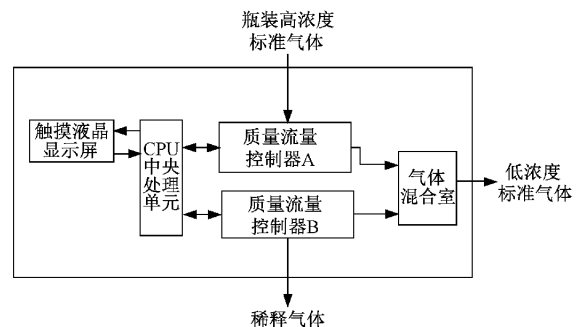 瓶装高浓度
标准气体
触摸液晶
显示屏
CPU
中央
处理
单元
质量流量
控制器A
质量流量
控制器B
气体
混合室
低浓度
标准气体
稀释气体